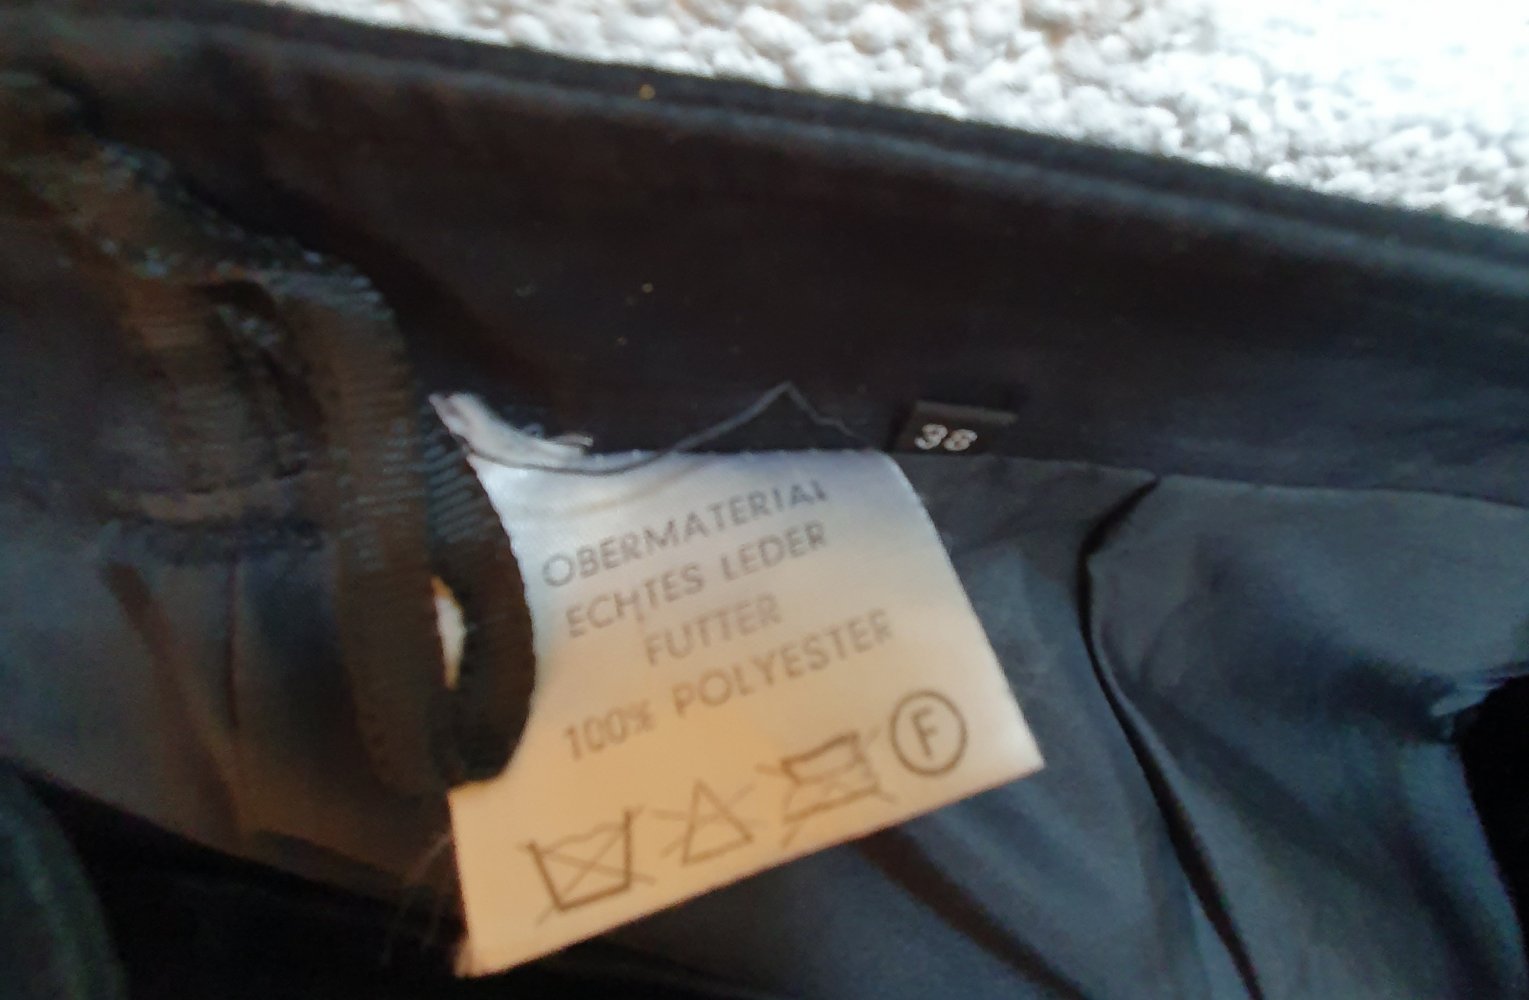 38
OBERMATERIAL
ECHTES LEDER
FUTTER
100% POLYESTER
F